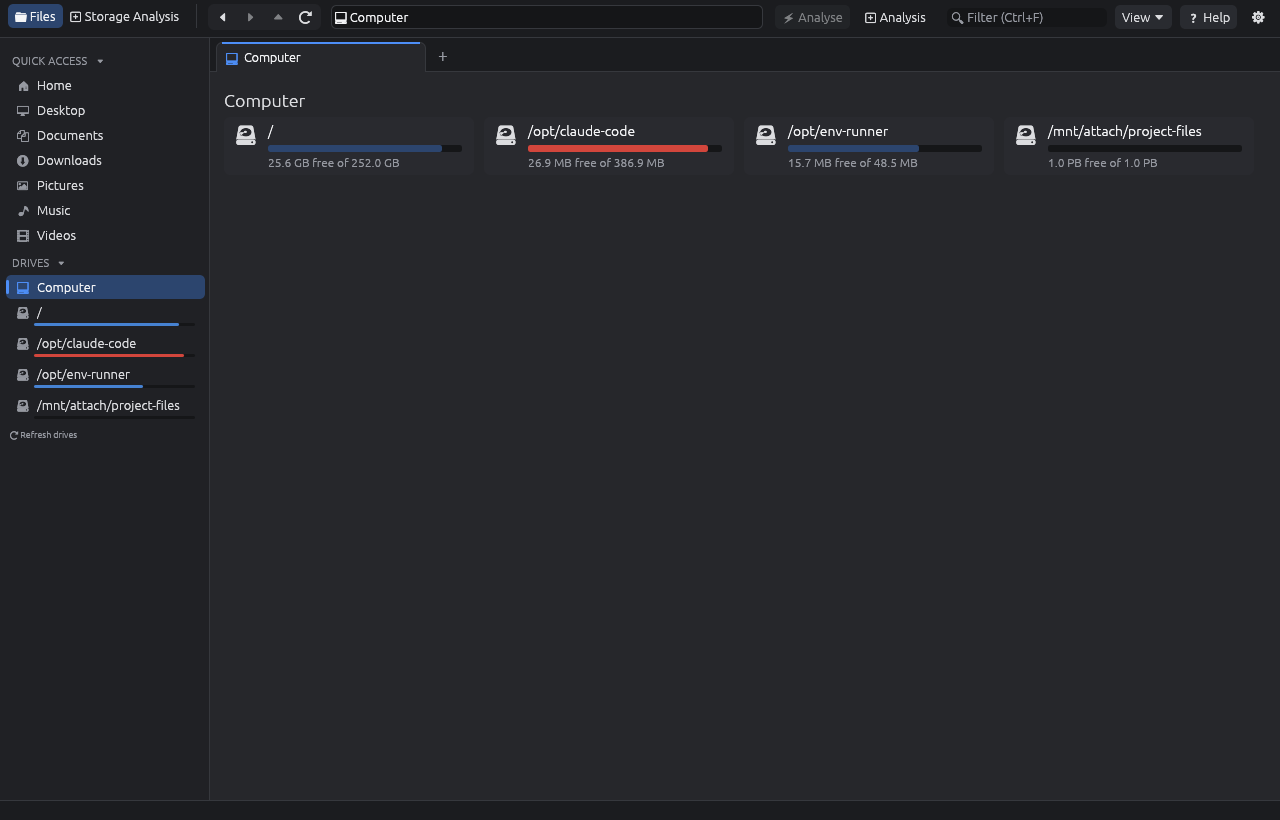 Files
Storage Analysis
Computer
Analyse
Analysis
Filter (Ctrl+F)
View
? Help
QUICK ACCESS
Home
Desktop
Documents
Downloads
Pictures
Music
Videos
DRIVES
Computer
/
/opt/claude-code
/opt/env-runner
/mnt/attach/project-files
Refresh drives
Computer
+
Computer
/
25.6 GB free of 252.0 GB
/opt/claude-code
26.9 MB free of 386.9 MB
/opt/env-runner
15.7 MB free of 48.5 MB
/mnt/attach/project-files
1.0 PB free of 1.0 PB